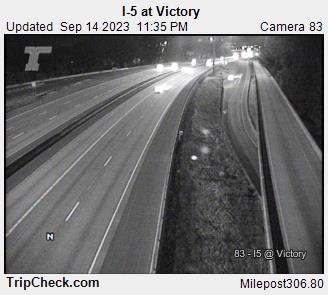 I-5 at Victory
Updated  Sep 14 2023  11:35 PM
Camera 83
T
N
83 - I5 @ Victory
TripCheck.com
Milepost306.80